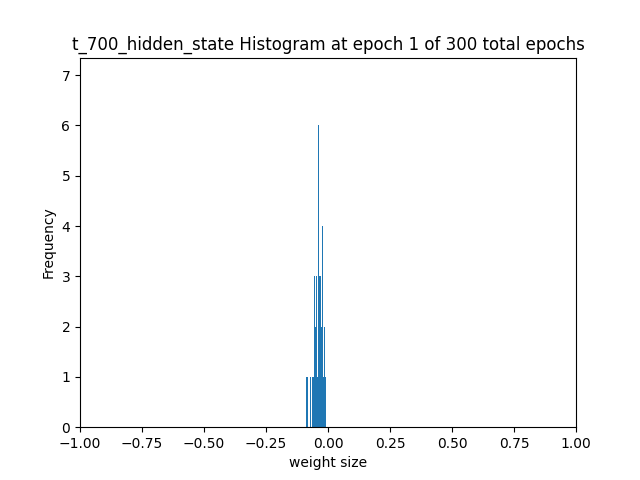 t_700_hidden_state Histogram at epoch 1 of 300 total epochs
7
6
5
4
3
2
1
0
Frequency
−1.00 −0.75 −0.50 −0.25 0.00 0.25 0.50 0.75 1.00
weight size